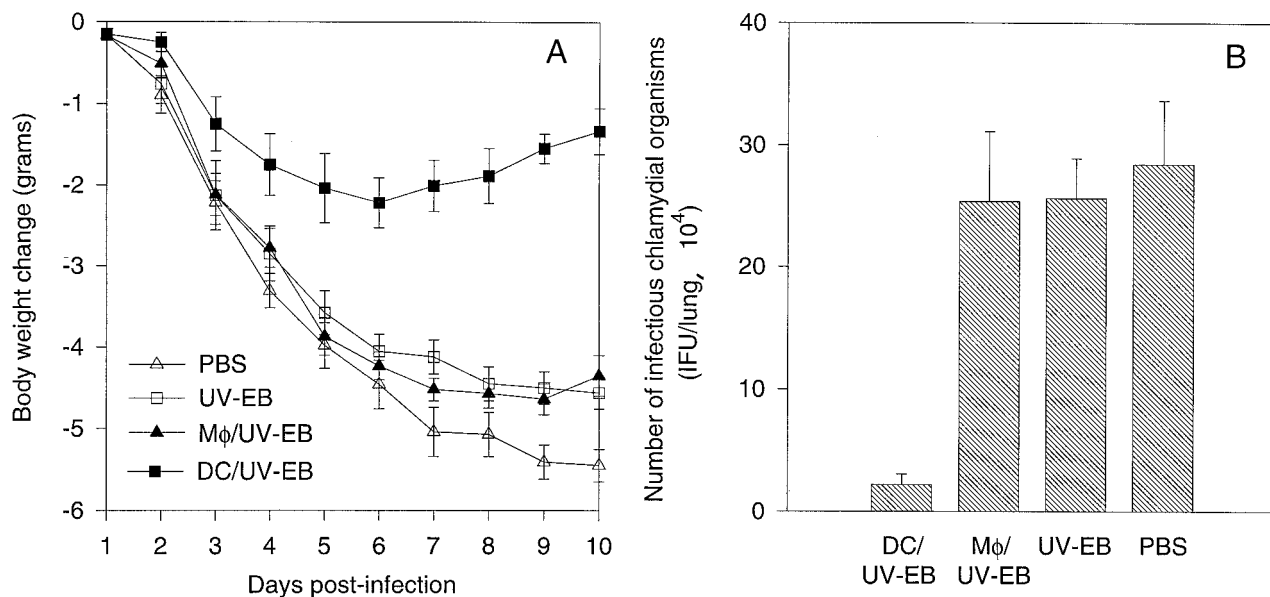 A
0
-1
-2
-3
-4
-5
-6
Body weight change (grams)
1 2 3 4 5 6 7 8 9 10
Days post-infection
PBS
UV-EB
Mϕ/UV-EB
DC/UV-EB
B
40
30
20
10
0
Number of infectious chlamydial organisms
(IFU/lung, 10⁴)
DC/ Mϕ/ UV-EB PBS
UV-EB UV-EB